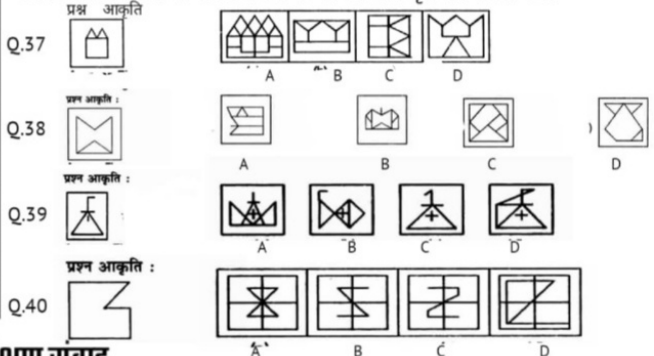 प्रश्न आकृति
Q.37
A B C D
प्रश्न आकृति :
Q.38
A B C D
प्रश्न आकृति :
Q.39
A B C D
प्रश्न आकृति :
Q.40
A B C D